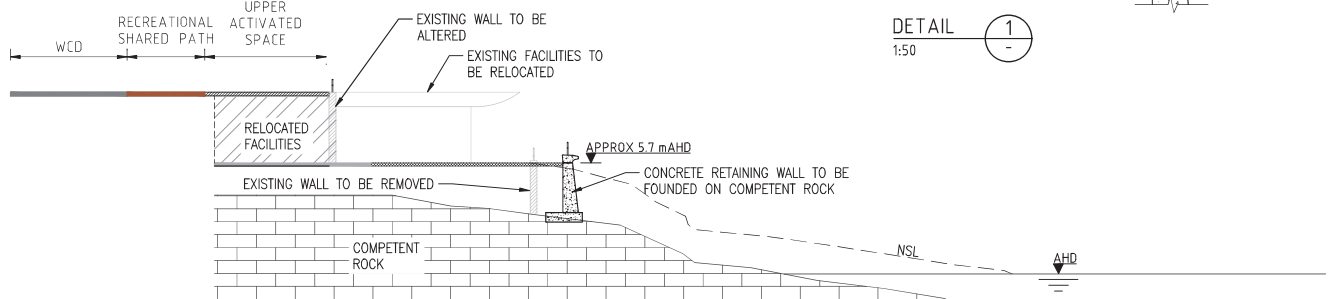 UPPER
RECREATIONAL ACTIVATED
WCD SHARED PATH SPACE
EXISTING WALL TO BE
ALTERED
EXISTING FACILITIES TO
BE RELOCATED
DETAIL 1
1:50 -
RELOCATED
FACILITIES
APPROX 5.7 mAHD
EXISTING WALL TO BE REMOVED
CONCRETE RETAINING WALL TO BE
FOUNDED ON COMPETENT ROCK
COMPETENT
ROCK
NSL
AHD